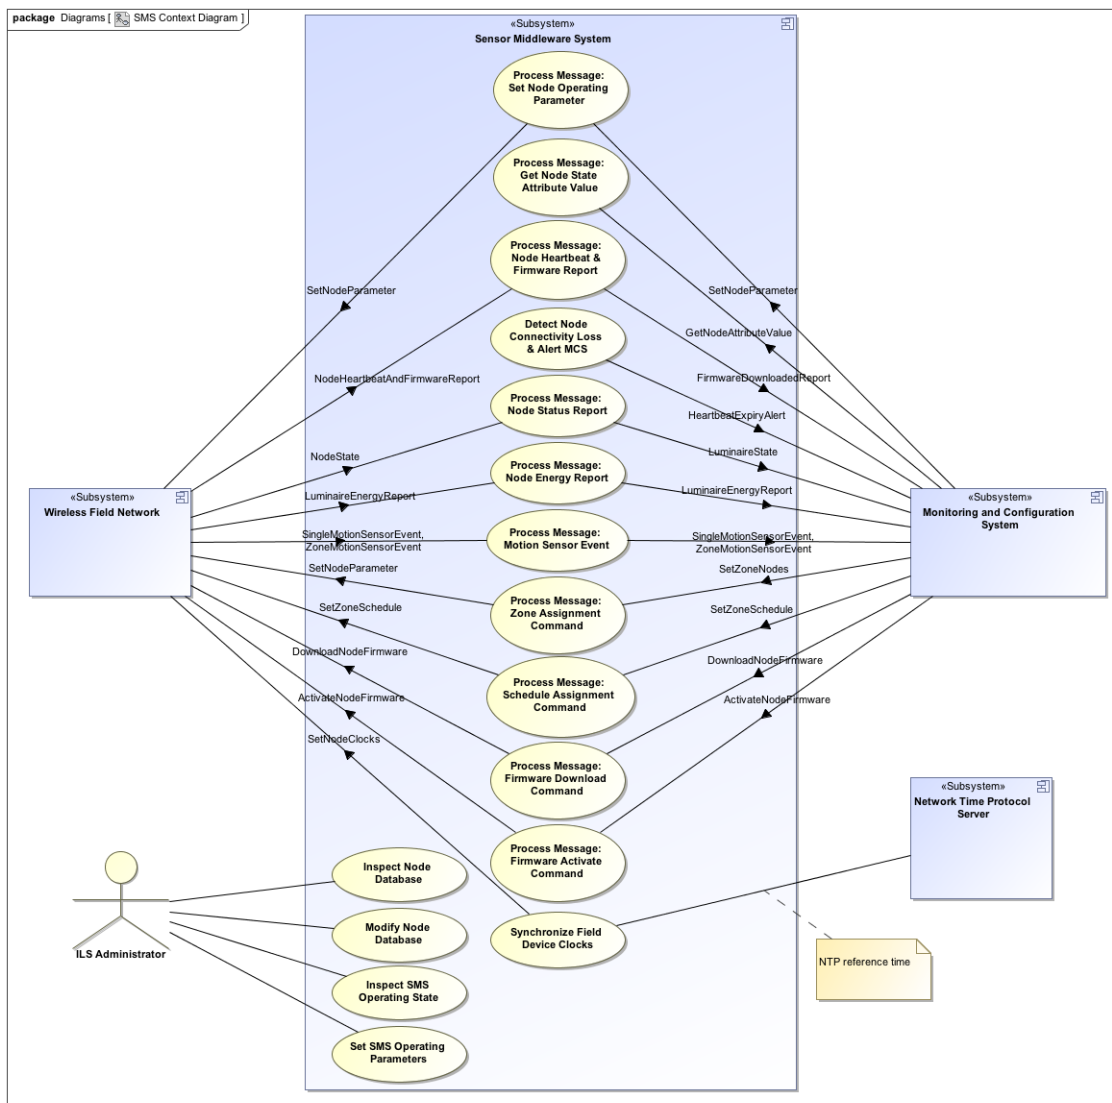 package Diagrams [ SMS Context Diagram ]
«Subsystem»
Sensor Middleware System
Process Message:
Set Node Operating
Parameter
Process Message:
Get Node State
Attribute Value
Process Message:
Node Heartbeat &
Firmware Report
SetNodeParameter
SetNodeParameter
Detect Node
Connectivity Loss
& Alert MCS
GetNodeAttributeValue
NodeHeartbeatAndFirmwareReport
FirmwareDownloadedReport
Process Message:
Node Status Report
HeartbeatExpiryAlert
NodeState
LuminaireState
Process Message:
Node Energy Report
LuminaireEnergyReport
LuminaireEnergyReport
«Subsystem»
Wireless Field Network
«Subsystem»
Monitoring and Configuration
System
Process Message:
Motion Sensor Event
SingleMotionSensorEvent,
ZoneMotionSensorEvent
SingleMotionSensorEvent,
ZoneMotionSensorEvent
SetNodeParameter
SetZoneNodes
Process Message:
Zone Assignment
Command
SetZoneSchedule
SetZoneSchedule
Process Message:
Schedule Assignment
Command
DownloadNodeFirmware
DownloadNodeFirmware
ActivateNodeFirmware
ActivateNodeFirmware
SetNodeClocks
Process Message:
Firmware Download
Command
«Subsystem»
Network Time Protocol
Server
Process Message:
Firmware Activate
Command
Inspect Node
Database
Modify Node
Database
Synchronize Field
Device Clocks
ILS Administrator
NTP reference time
Inspect SMS
Operating State
Set SMS Operating
Parameters